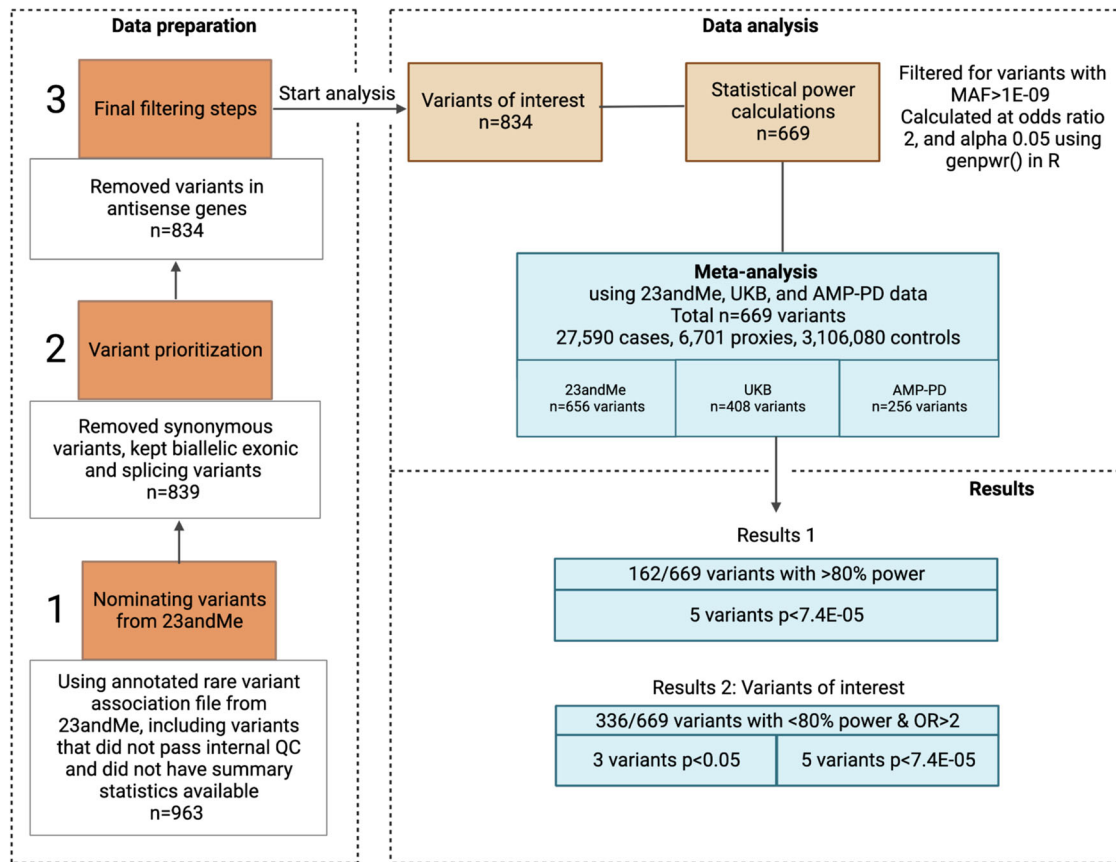 Data preparation
3
Final filtering steps
Removed variants in
antisense genes
n=834
2
Variant prioritization
Removed synonymous
variants, kept biallelic exonic
and splicing variants
n=839
1
Nominating variants
from 23andMe
Using annotated rare variant
association file from
23andMe, including variants
that did not pass internal QC
and did not have summary
statistics available
n=963
Start analysis
Data analysis
Variants of interest
n=834
Statistical power
calculations
n=669
Filtered for variants with
MAF>1E-09
Calculated at odds ratio
2, and alpha 0.05 using
genpwr() in R
Meta-analysis
using 23andMe, UKB, and AMP-PD data
Total n=669 variants
27,590 cases, 6,701 proxies, 3,106,080 controls
23andMe
n=656 variants
UKB
n=408 variants
AMP-PD
n=256 variants
Results
Results 1
162/669 variants with >80% power
5 variants p<7.4E-05
Results 2: Variants of interest
336/669 variants with <80% power & OR>2
3 variants p<0.05
5 variants p<7.4E-05